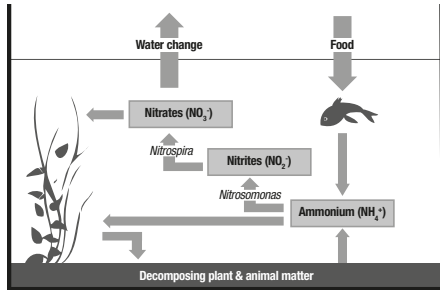 Water change
Food
Nitrates (NO₃⁻)
Nitrospira
Nitrites (NO₂⁻)
Nitrosomonas
Ammonium (NH₄⁺)
Decomposing plant & animal matter